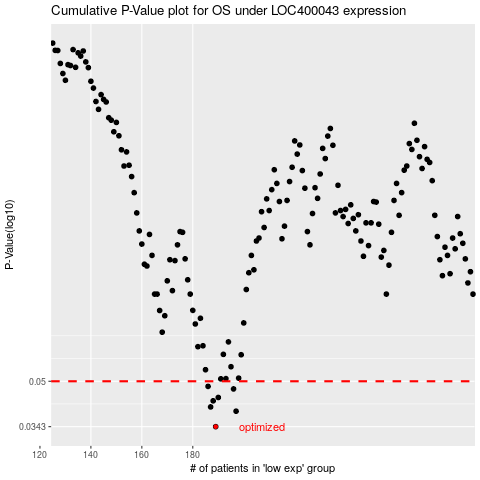 Cumulative P-Value plot for OS under LOC400043 expression
P-Value(log10)
0.05
0.0343
optimized
120 140 160 180
# of patients in 'low exp' group